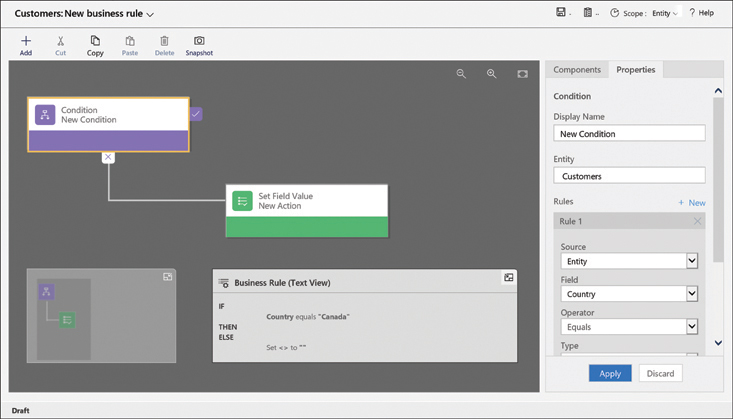 Customers: New business rule
Scope : Entity
? Help
Add
Cut
Copy
Paste
Delete
Snapshot
Condition
New Condition
Set Field Value
New Action
Business Rule (Text View)
IF
Country equals "Canada"
THEN
ELSE
Set <> to ""
Components
Properties
Condition
Display Name
New Condition
Entity
Customers
Rules
+ New
Rule 1
Source
Entity
Field
Country
Operator
Equals
Type
Apply
Discard
Draft